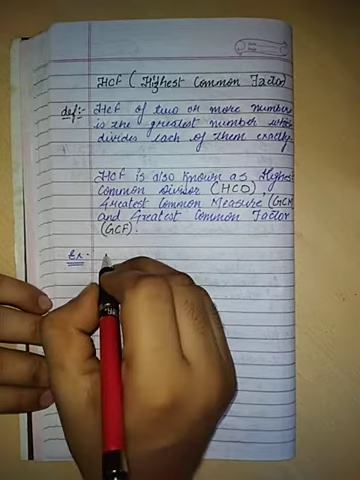 HCF (Highest Common Factor)
def:- HCF of two or more number
is the greatest number which
divides each of them exactly.
HCF is also known as Highest
Common Divisor (HCD),
Greatest Common Measure (GCM
and Greatest Common Factor
(GCF).
Ex:-